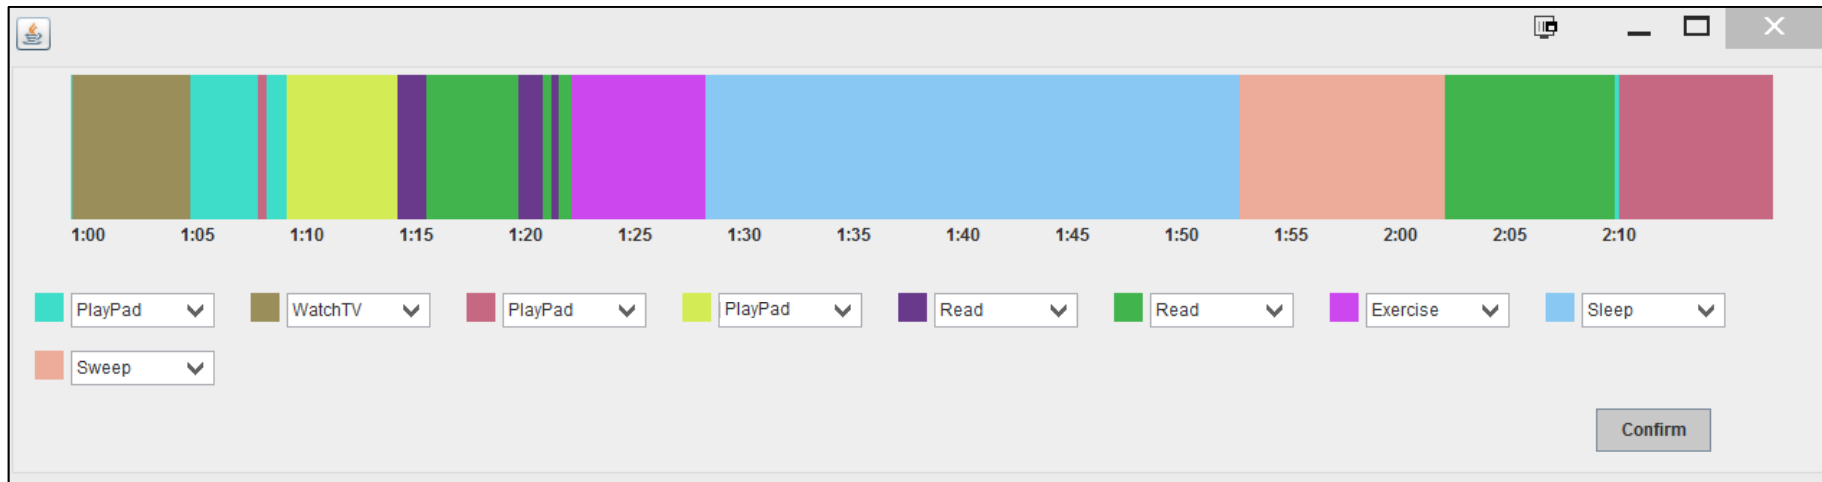 1:00 1:05 1:10 1:15 1:20 1:25 1:30 1:35 1:40 1:45 1:50 1:55 2:00 2:05 2:10
PlayPad WatchTV PlayPad PlayPad Read Read Exercise Sleep
Sweep
Confirm